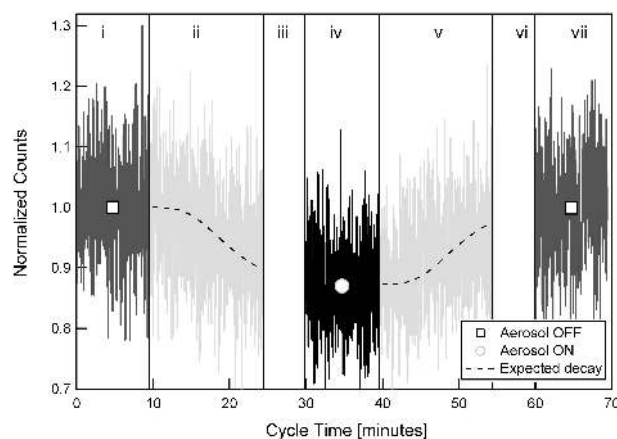 i ii iii iv v vi vii
1.3
1.2
1.1
1.0
0.9
0.8
0.7
Normalized Counts
Aerosol OFF
Aerosol ON
Expected decay
0 10 20 30 40 50 60 70
Cycle Time [minutes]